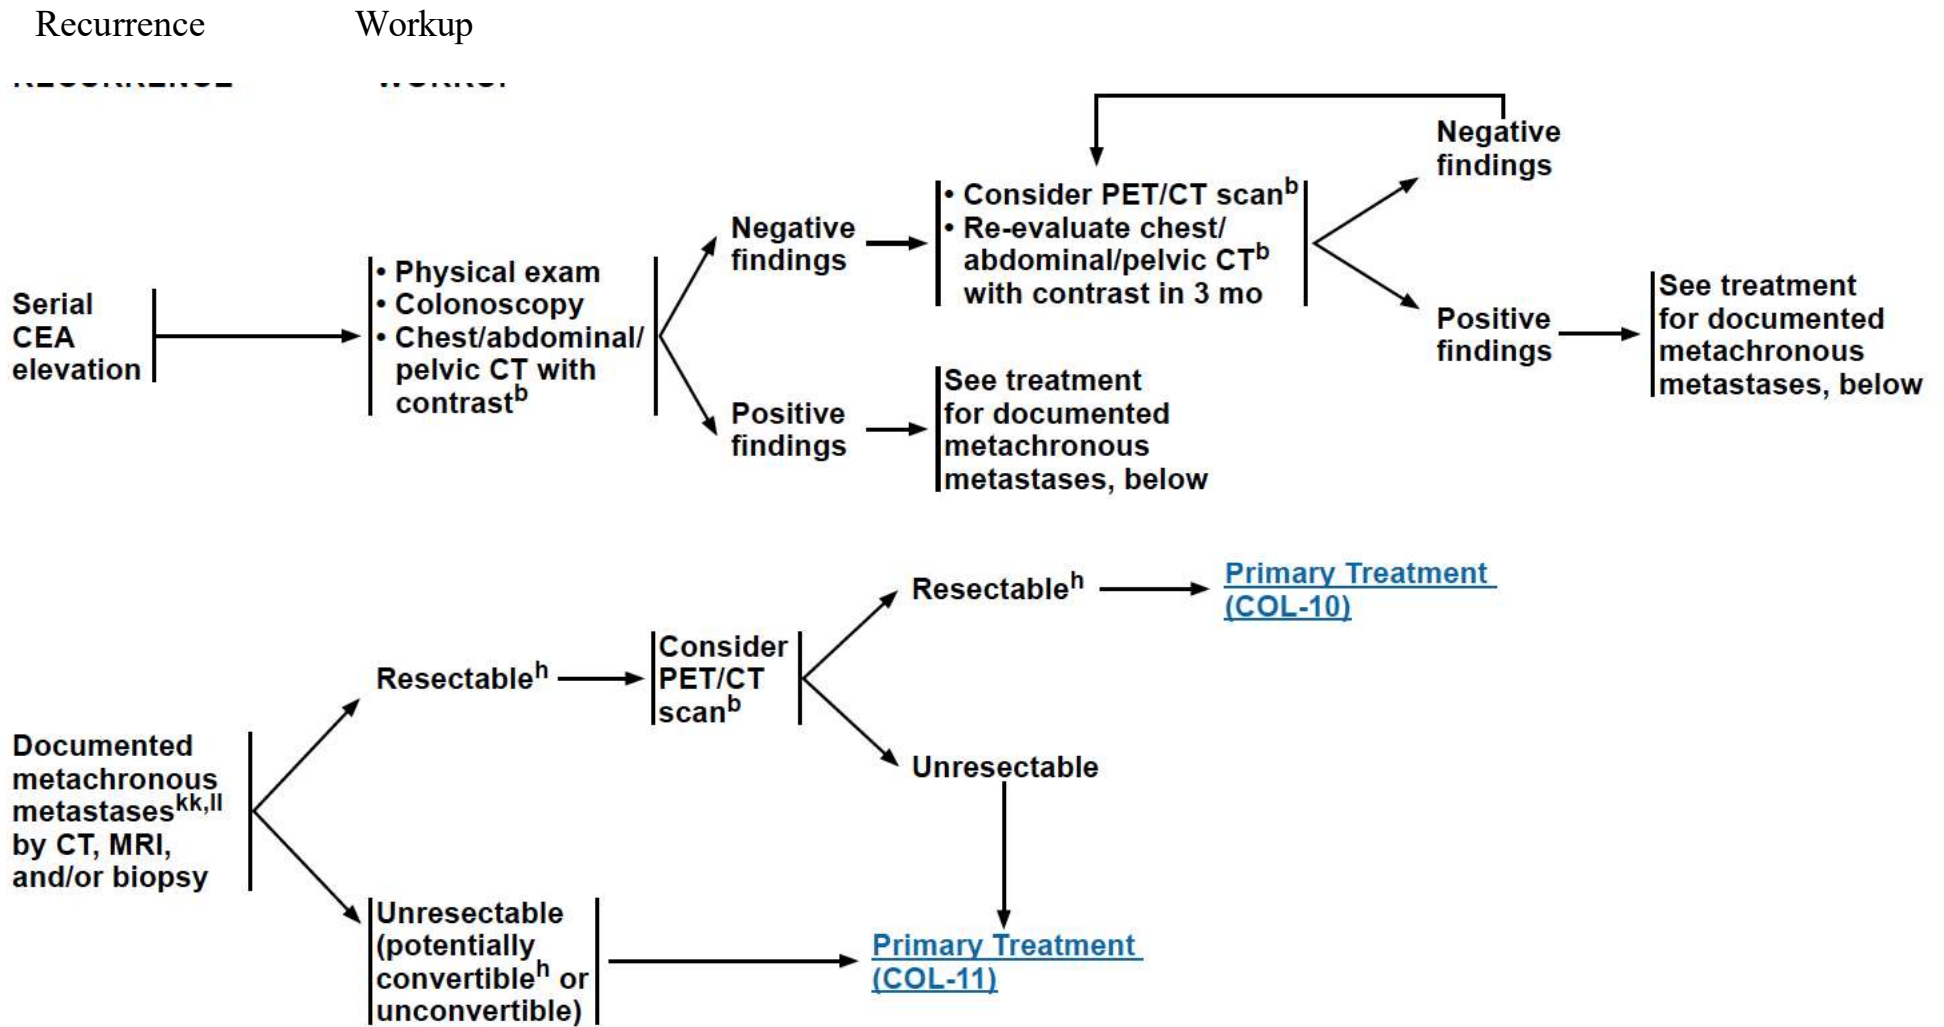 Recurrence
Workup
Serial
CEA
elevation
• Physical exam
• Colonoscopy
• Chest/abdominal/
pelvic CT with
contrastᵇ
Negative
findings
Positive
findings
• Consider PET/CT scanᵇ
• Re-evaluate chest/
abdominal/pelvic CTᵇ
with contrast in 3 mo
See treatment
for documented
metachronous
metastases, below
Negative
findings
Positive
findings
See treatment
for documented
metachronous
metastases, below
Documented
metachronous
metastasesᵏᵏ,ˡˡ
by CT, MRI,
and/or biopsy
Resectableʰ
Consider
PET/CT
scanᵇ
Resectableʰ
Primary Treatment
(COL-10)
Unresectable
Unresectable
(potentially
convertibleʰ or
unconvertible)
Primary Treatment
(COL-11)